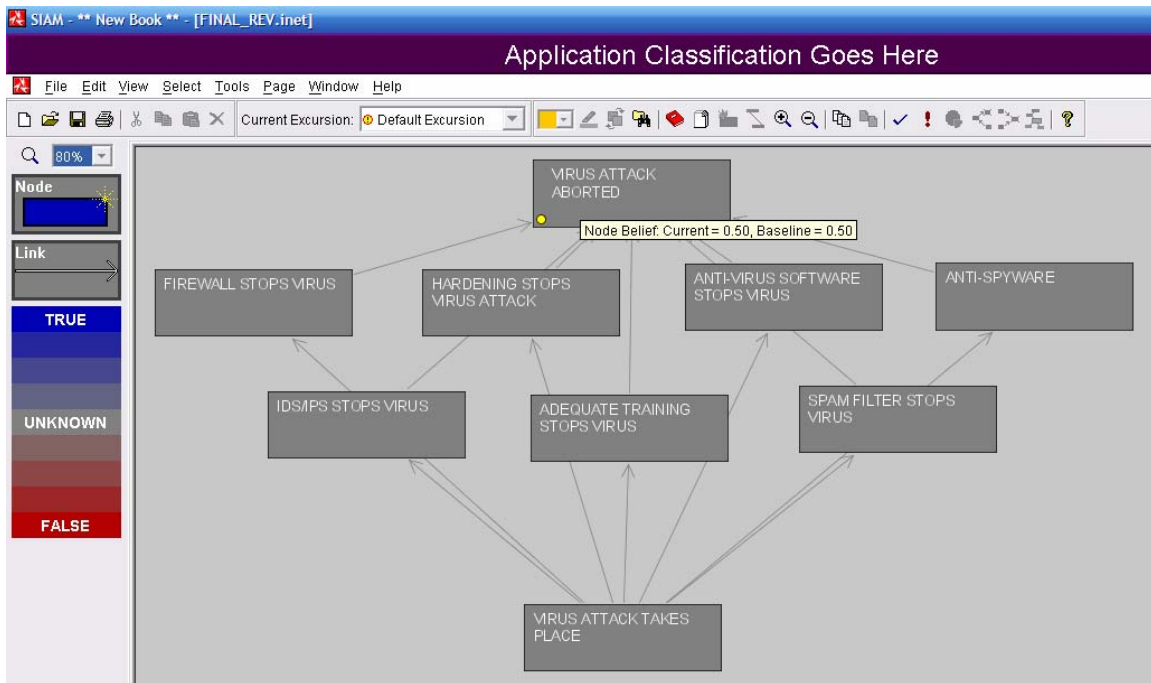 SIAM - ** New Book ** - [FINAL_REV.inet]
Application Classification Goes Here
File Edit View Select Tools Page Window Help
Current Excursion: Default Excursion
80%
Node
Link
TRUE
UNKNOWN
FALSE
VIRUS ATTACK
ABORTED
Node Belief: Current = 0.50, Baseline = 0.50
FIREWALL STOPS VIRUS
HARDENING STOPS
VIRUS ATTACK
ANTI-VIRUS SOFTWARE
STOPS VIRUS
ANTI-SPYWARE
IDS/IPS STOPS VIRUS
ADEQUATE TRAINING
STOPS VIRUS
SPAM FILTER STOPS
VIRUS
VIRUS ATTACK TAKES
PLACE